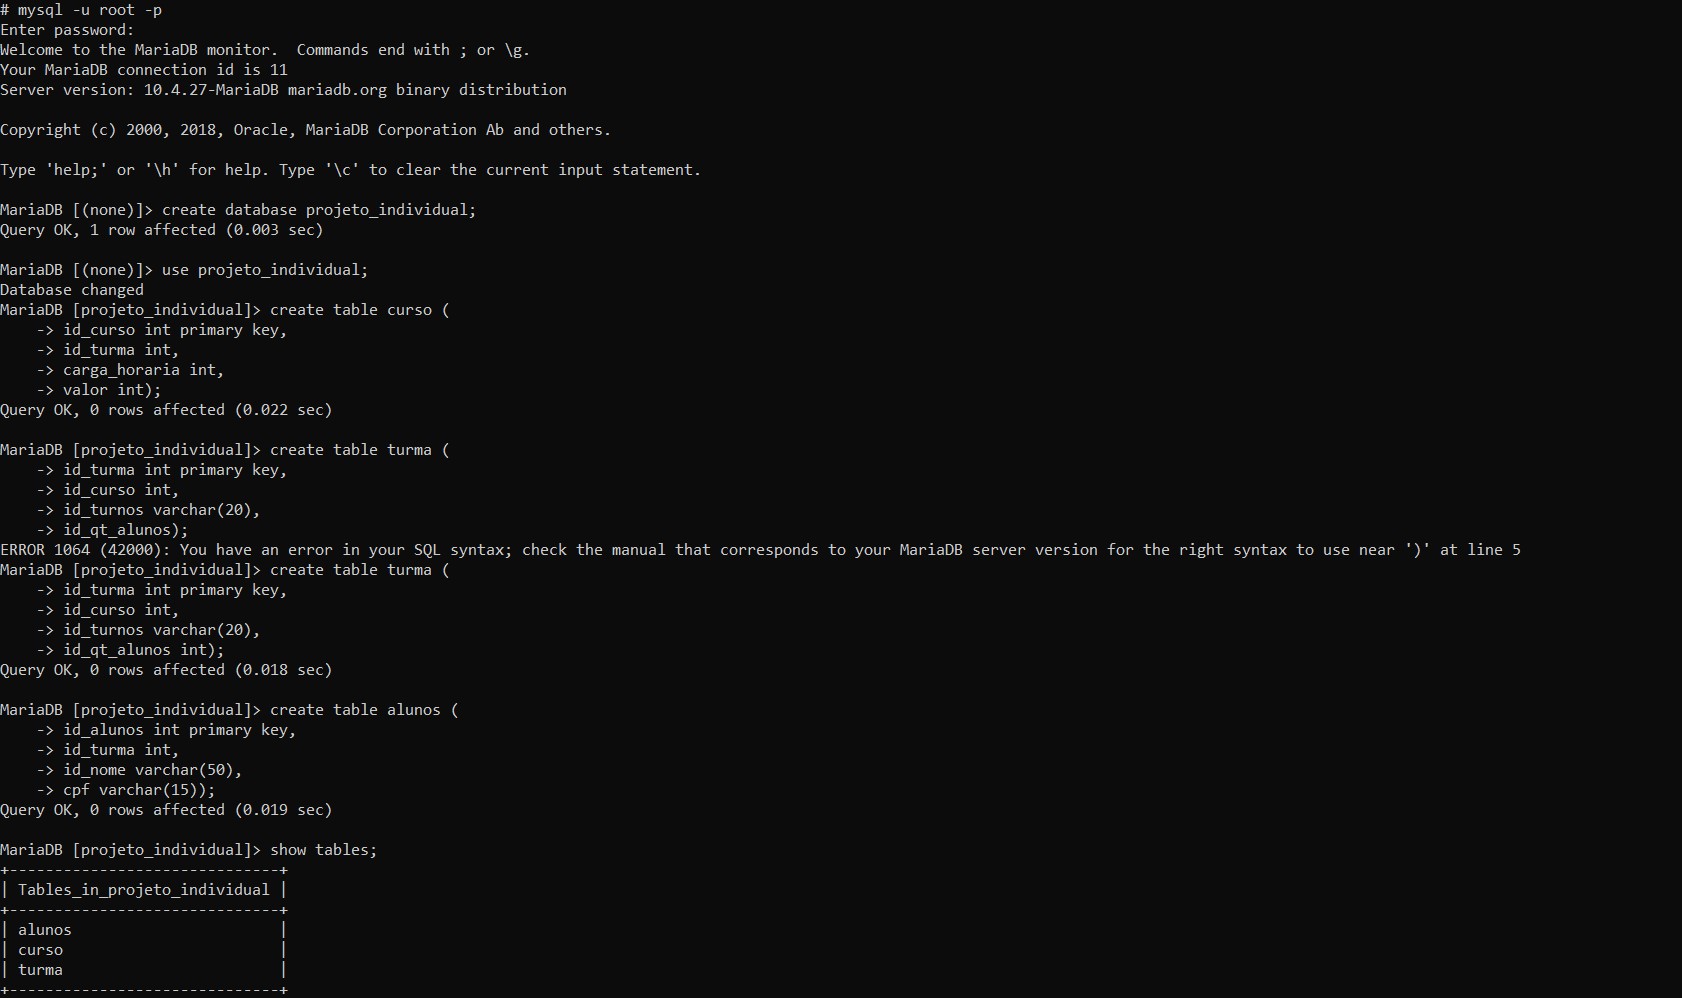 # mysql -u root -p
Enter password:
Welcome to the MariaDB monitor.  Commands end with ; or \g.
Your MariaDB connection id is 11
Server version: 10.4.27-MariaDB mariadb.org binary distribution
Copyright (c) 2000, 2018, Oracle, MariaDB Corporation Ab and others.
Type 'help;' or '\h' for help. Type '\c' to clear the current input statement.
MariaDB [(none)]> create database projeto_individual;
Query OK, 1 row affected (0.003 sec)
MariaDB [(none)]> use projeto_individual;
Database changed
MariaDB [projeto_individual]> create table curso (
    -> id_curso int primary key,
    -> id_turma int,
    -> carga_horaria int,
    -> valor int);
Query OK, 0 rows affected (0.022 sec)
MariaDB [projeto_individual]> create table turma (
    -> id_turma int primary key,
    -> id_curso int,
    -> id_turnos varchar(20),
    -> id_qt_alunos);
ERROR 1064 (42000): You have an error in your SQL syntax; check the manual that corresponds to your MariaDB server version for the right syntax to use near ')' at line 5
MariaDB [projeto_individual]> create table turma (
    -> id_turma int primary key,
    -> id_curso int,
    -> id_turnos varchar(20),
    -> id_qt_alunos int);
Query OK, 0 rows affected (0.018 sec)
MariaDB [projeto_individual]> create table alunos (
    -> id_alunos int primary key,
    -> id_turma int,
    -> id_nome varchar(50),
    -> cpf varchar(15));
Query OK, 0 rows affected (0.019 sec)
MariaDB [projeto_individual]> show tables;
+------------------------------+
| Tables_in_projeto_individual |
+------------------------------+
| alunos                       |
| curso                        |
| turma                        |
+------------------------------+